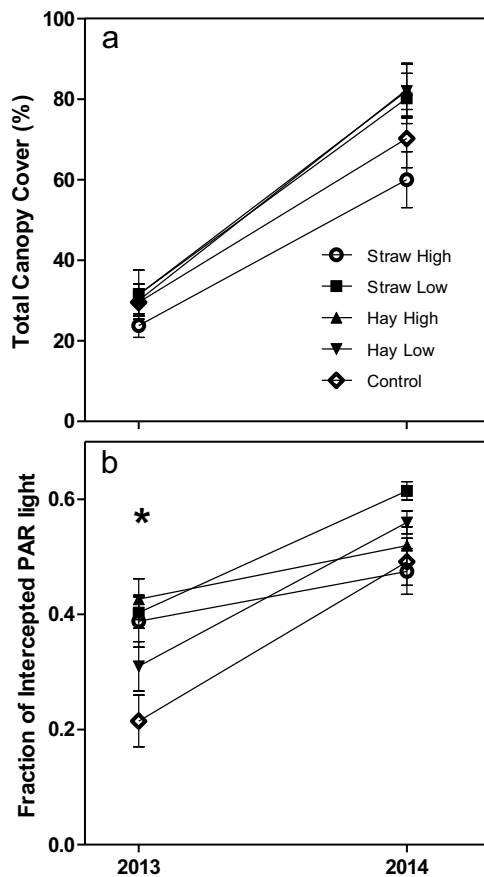 a
100
80
60
40
20
0
Total Canopy Cover (%)
Straw High
Straw Low
Hay High
Hay Low
Control
b
*
0.6
0.4
0.2
0.0
Fraction of Intercepted PAR light
2013
2014